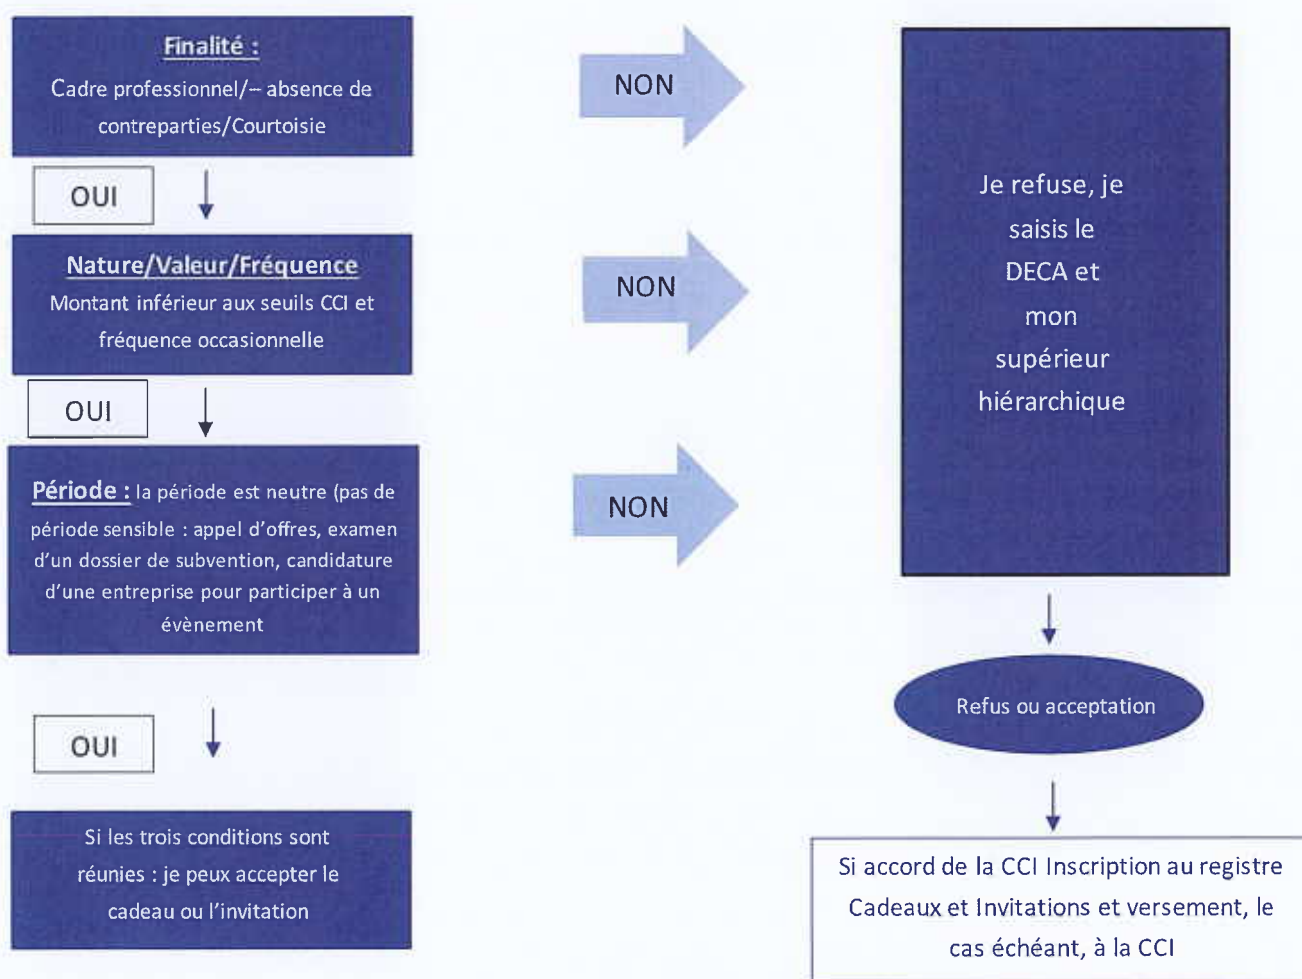 Finalité :
Cadre professionnel/– absence de
contreparties/Courtoisie
NON
OUI
Nature/Valeur/Fréquence
Montant inférieur aux seuils CCI et
fréquence occasionnelle
NON
OUI
Période : la période est neutre (pas de
période sensible : appel d’offres, examen
d’un dossier de subvention, candidature
d’une entreprise pour participer à un
évènement
NON
OUI
Si les trois conditions sont
réunies : je peux accepter le
cadeau ou l’invitation
Je refuse, je
saisis le
DECA et
mon
supérieur
hiérarchique
Refus ou acceptation
Si accord de la CCI Inscription au registre
Cadeaux et Invitations et versement, le
cas échéant, à la CCI